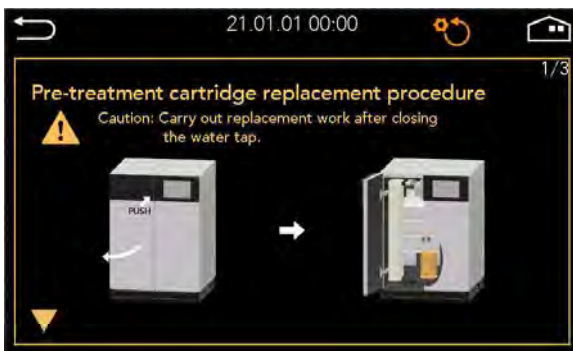 21.01.01 00:00
1/3
Pre-treatment cartridge replacement procedure
Caution: Carry out replacement work after closing
the water tap.
PUSH